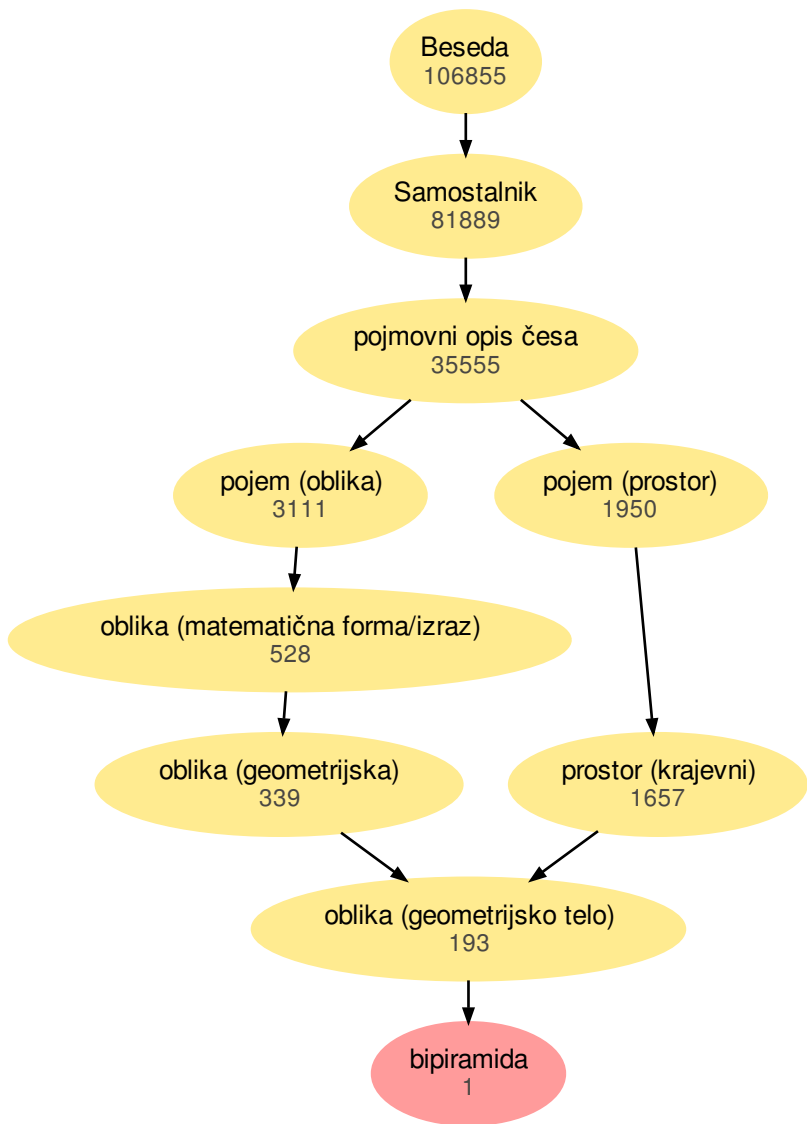 Beseda
106855
Samostalnik
81889
pojmovni opis česa
35555
pojem (oblika)
3111
pojem (prostor)
1950
oblika (matematična forma/izraz)
528
oblika (geometrijska)
339
prostor (krajevni)
1657
oblika (geometrijsko telo)
193
bipiramida
1